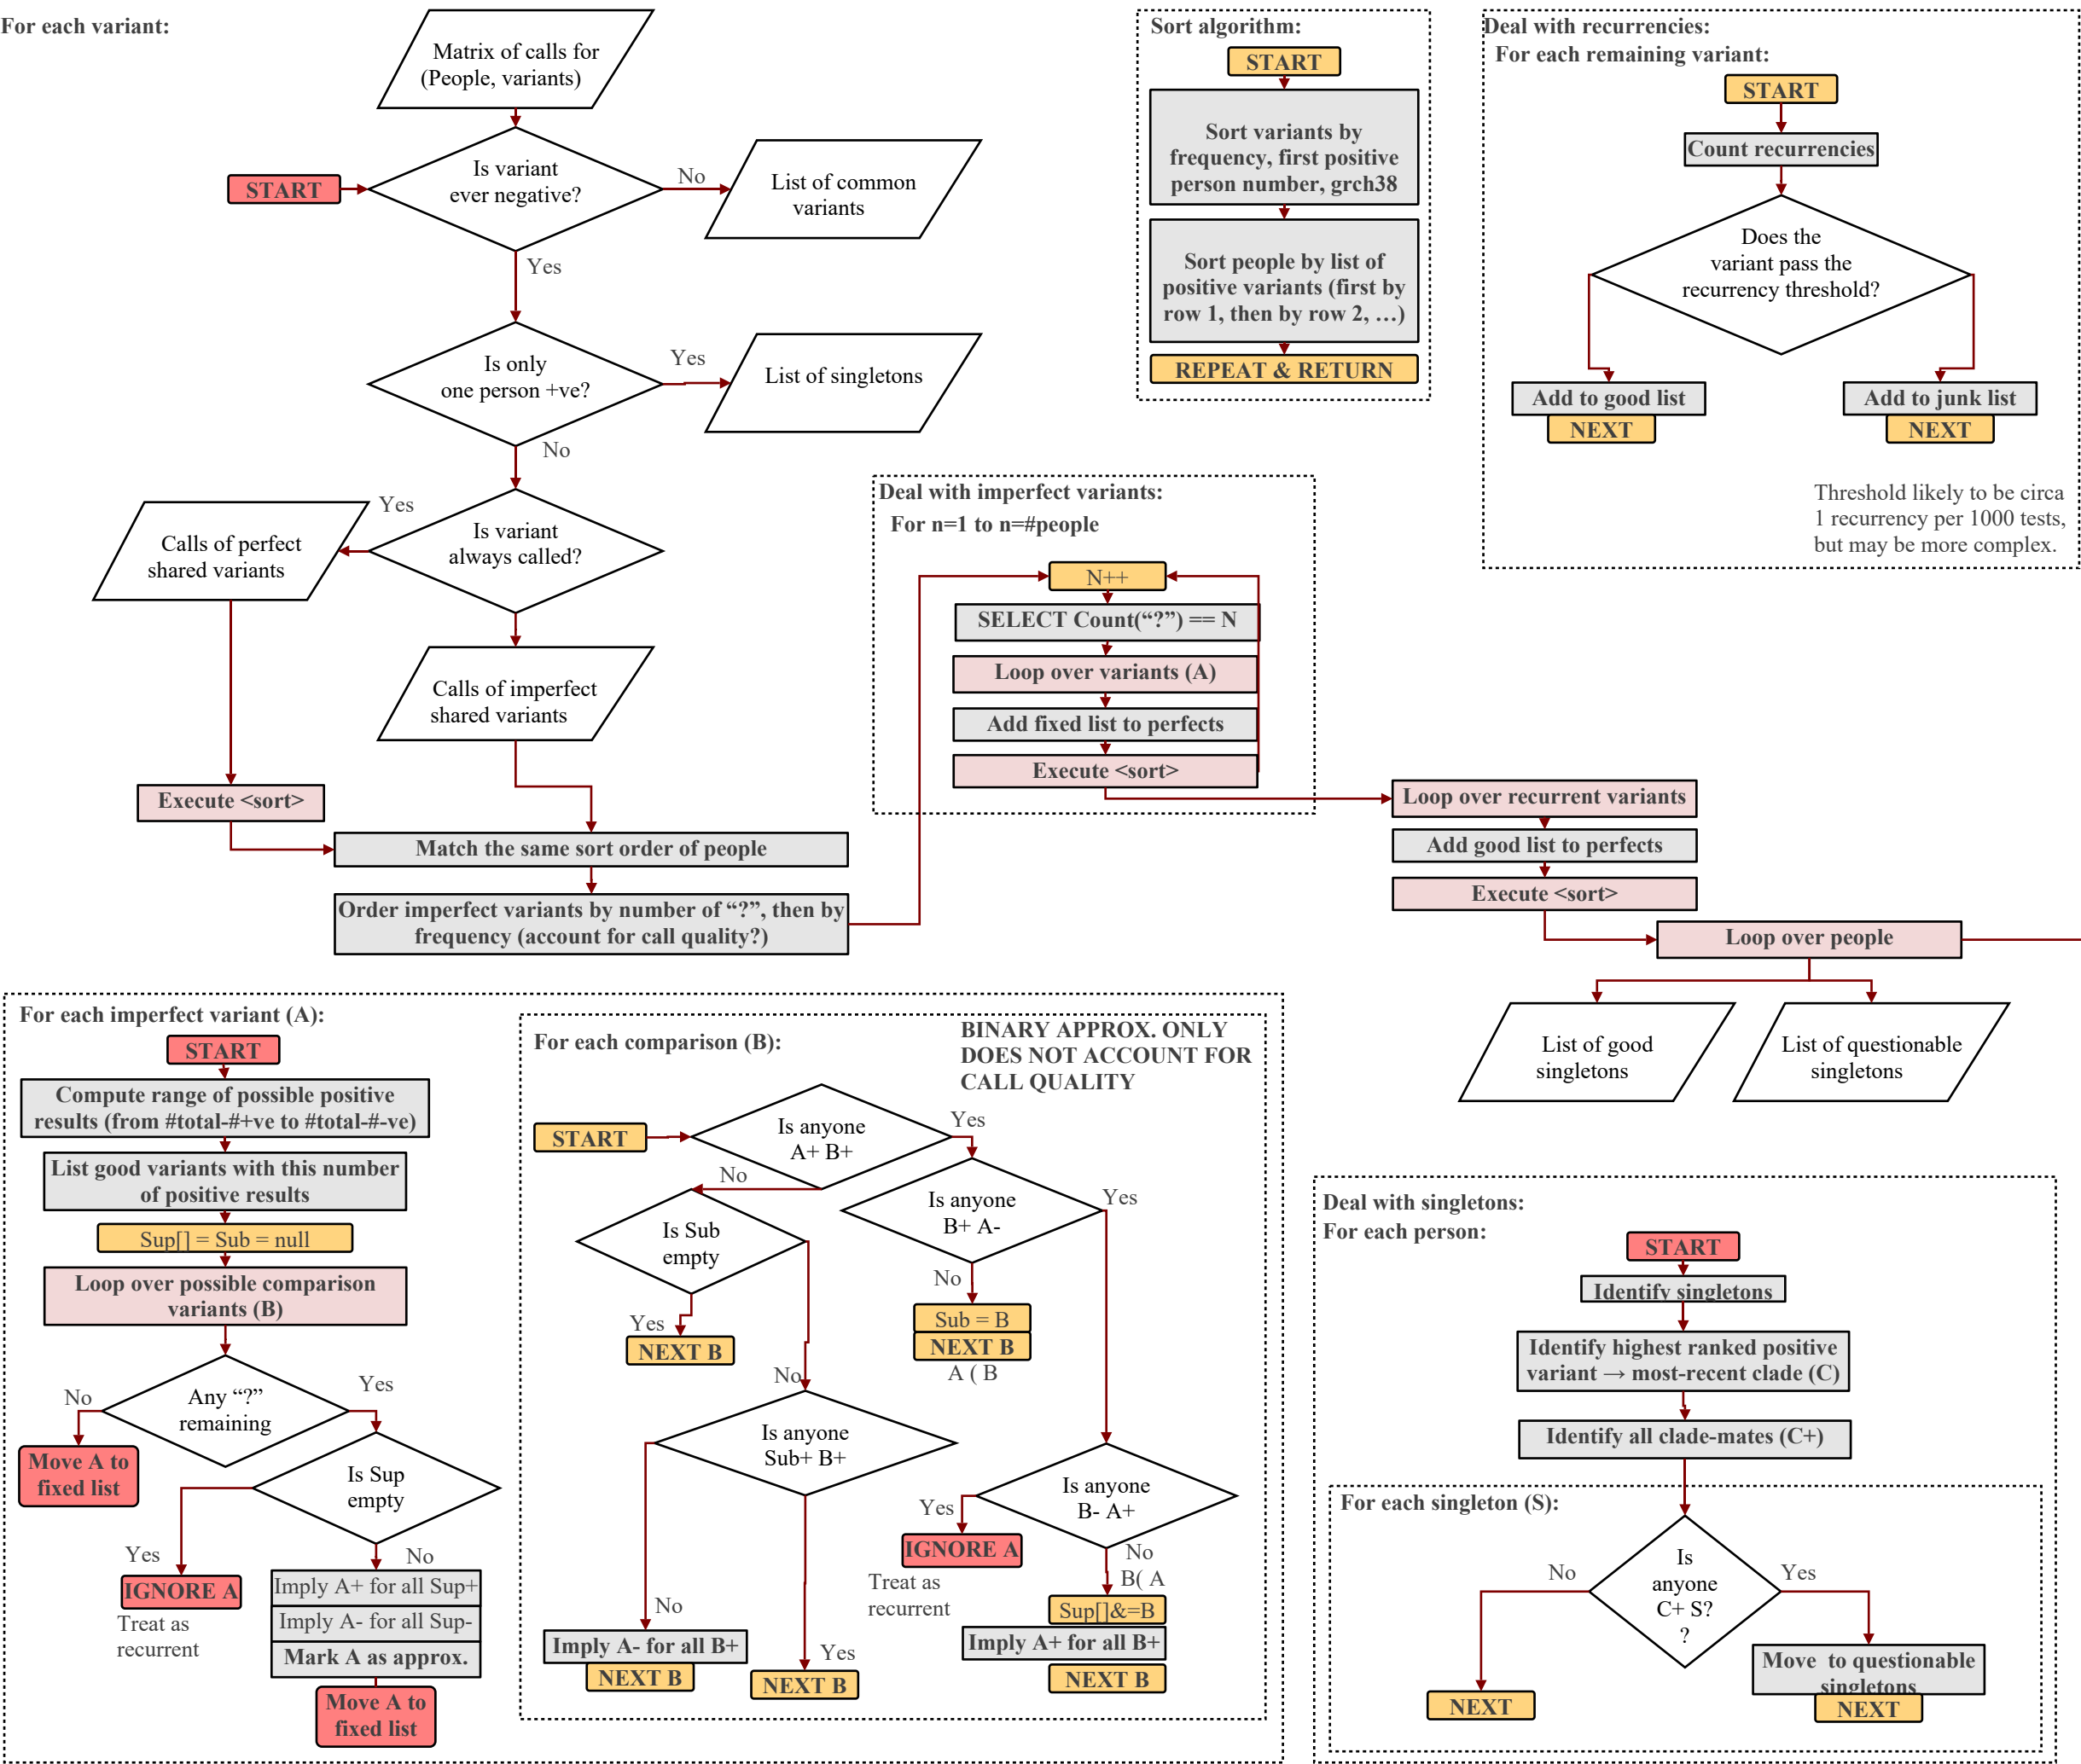 For each variant:
Matrix of calls for
(People, variants)
START
Is variant
ever negative?
No
List of common
variants
Yes
Is only
one person +ve?
Yes
List of singletons
No
Is variant
always called?
Yes
Calls of perfect
shared variants
Calls of imperfect
shared variants
Execute <sort>
Match the same sort order of people
Order imperfect variants by number of “?”, then by
frequency (account for call quality?)
Sort algorithm:
START
Sort variants by
frequency, first positive
person number, grch38
Sort people by list of
positive variants (first by
row 1, then by row 2, …)
REPEAT & RETURN
Deal with recurrencies:
For each remaining variant:
START
Count recurrencies
Does the
variant pass the
recurrency threshold?
Add to good list
NEXT
Add to junk list
NEXT
Threshold likely to be circa
1 recurrency per 1000 tests,
but may be more complex.
Deal with imperfect variants:
For n=1 to n=#people
N++
SELECT Count(“?”) == N
Loop over variants (A)
Add fixed list to perfects
Execute <sort>
Loop over recurrent variants
Add good list to perfects
Execute <sort>
Loop over people
List of good
singletons
List of questionable
singletons
For each imperfect variant (A):
START
Compute range of possible positive
results (from #total-#+ve to #total-#-ve)
List good variants with this number
of positive results
Sup[] = Sub = null
Loop over possible comparison
variants (B)
Any “?”
remaining
No
Yes
Move A to
fixed list
Is Sup
empty
Yes
No
IGNORE A
Treat as
recurrent
Imply A+ for all Sup+
Imply A- for all Sup-
Mark A as approx.
Move A to
fixed list
For each comparison (B):
BINARY APPROX. ONLY
DOES NOT ACCOUNT FOR
CALL QUALITY
START
Is anyone
A+ B+
Yes
No
Is Sub
empty
Yes
NEXT B
No
Is anyone
B+ A-
Yes
No
Sub = B
NEXT B
A ( B
Is anyone
Sub+ B+
No
Imply A- for all B+
NEXT B
Yes
NEXT B
Is anyone
B- A+
Yes
IGNORE A
Treat as
recurrent
No
B( A
Sup[]&=B
Imply A+ for all B+
NEXT B
Deal with singletons:
For each person:
START
Identify singletons
Identify highest ranked positive
variant → most-recent clade (C)
Identify all clade-mates (C+)
For each singleton (S):
Is
anyone
C+ S?
?
No
Yes
NEXT
Move to questionable
singletons
NEXT